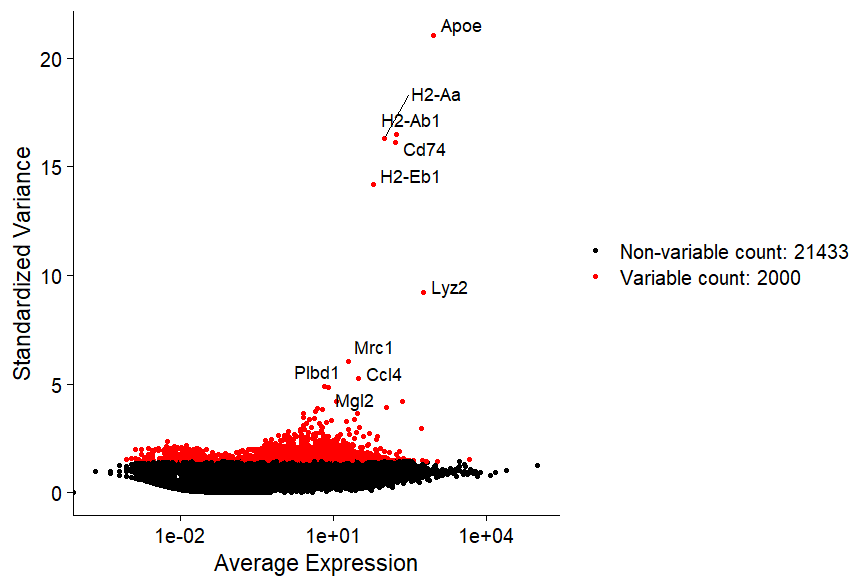 Apoe
20
H2-Aa
H2-Ab1
Cd74
15
H2-Eb1
Standardized Variance
Non-variable count: 21433
Variable count: 2000
10
Lyz2
Mrc1
Plbd1
Ccl4
5
Mgl2
0
1e-02
1e+01
1e+04
Average Expression